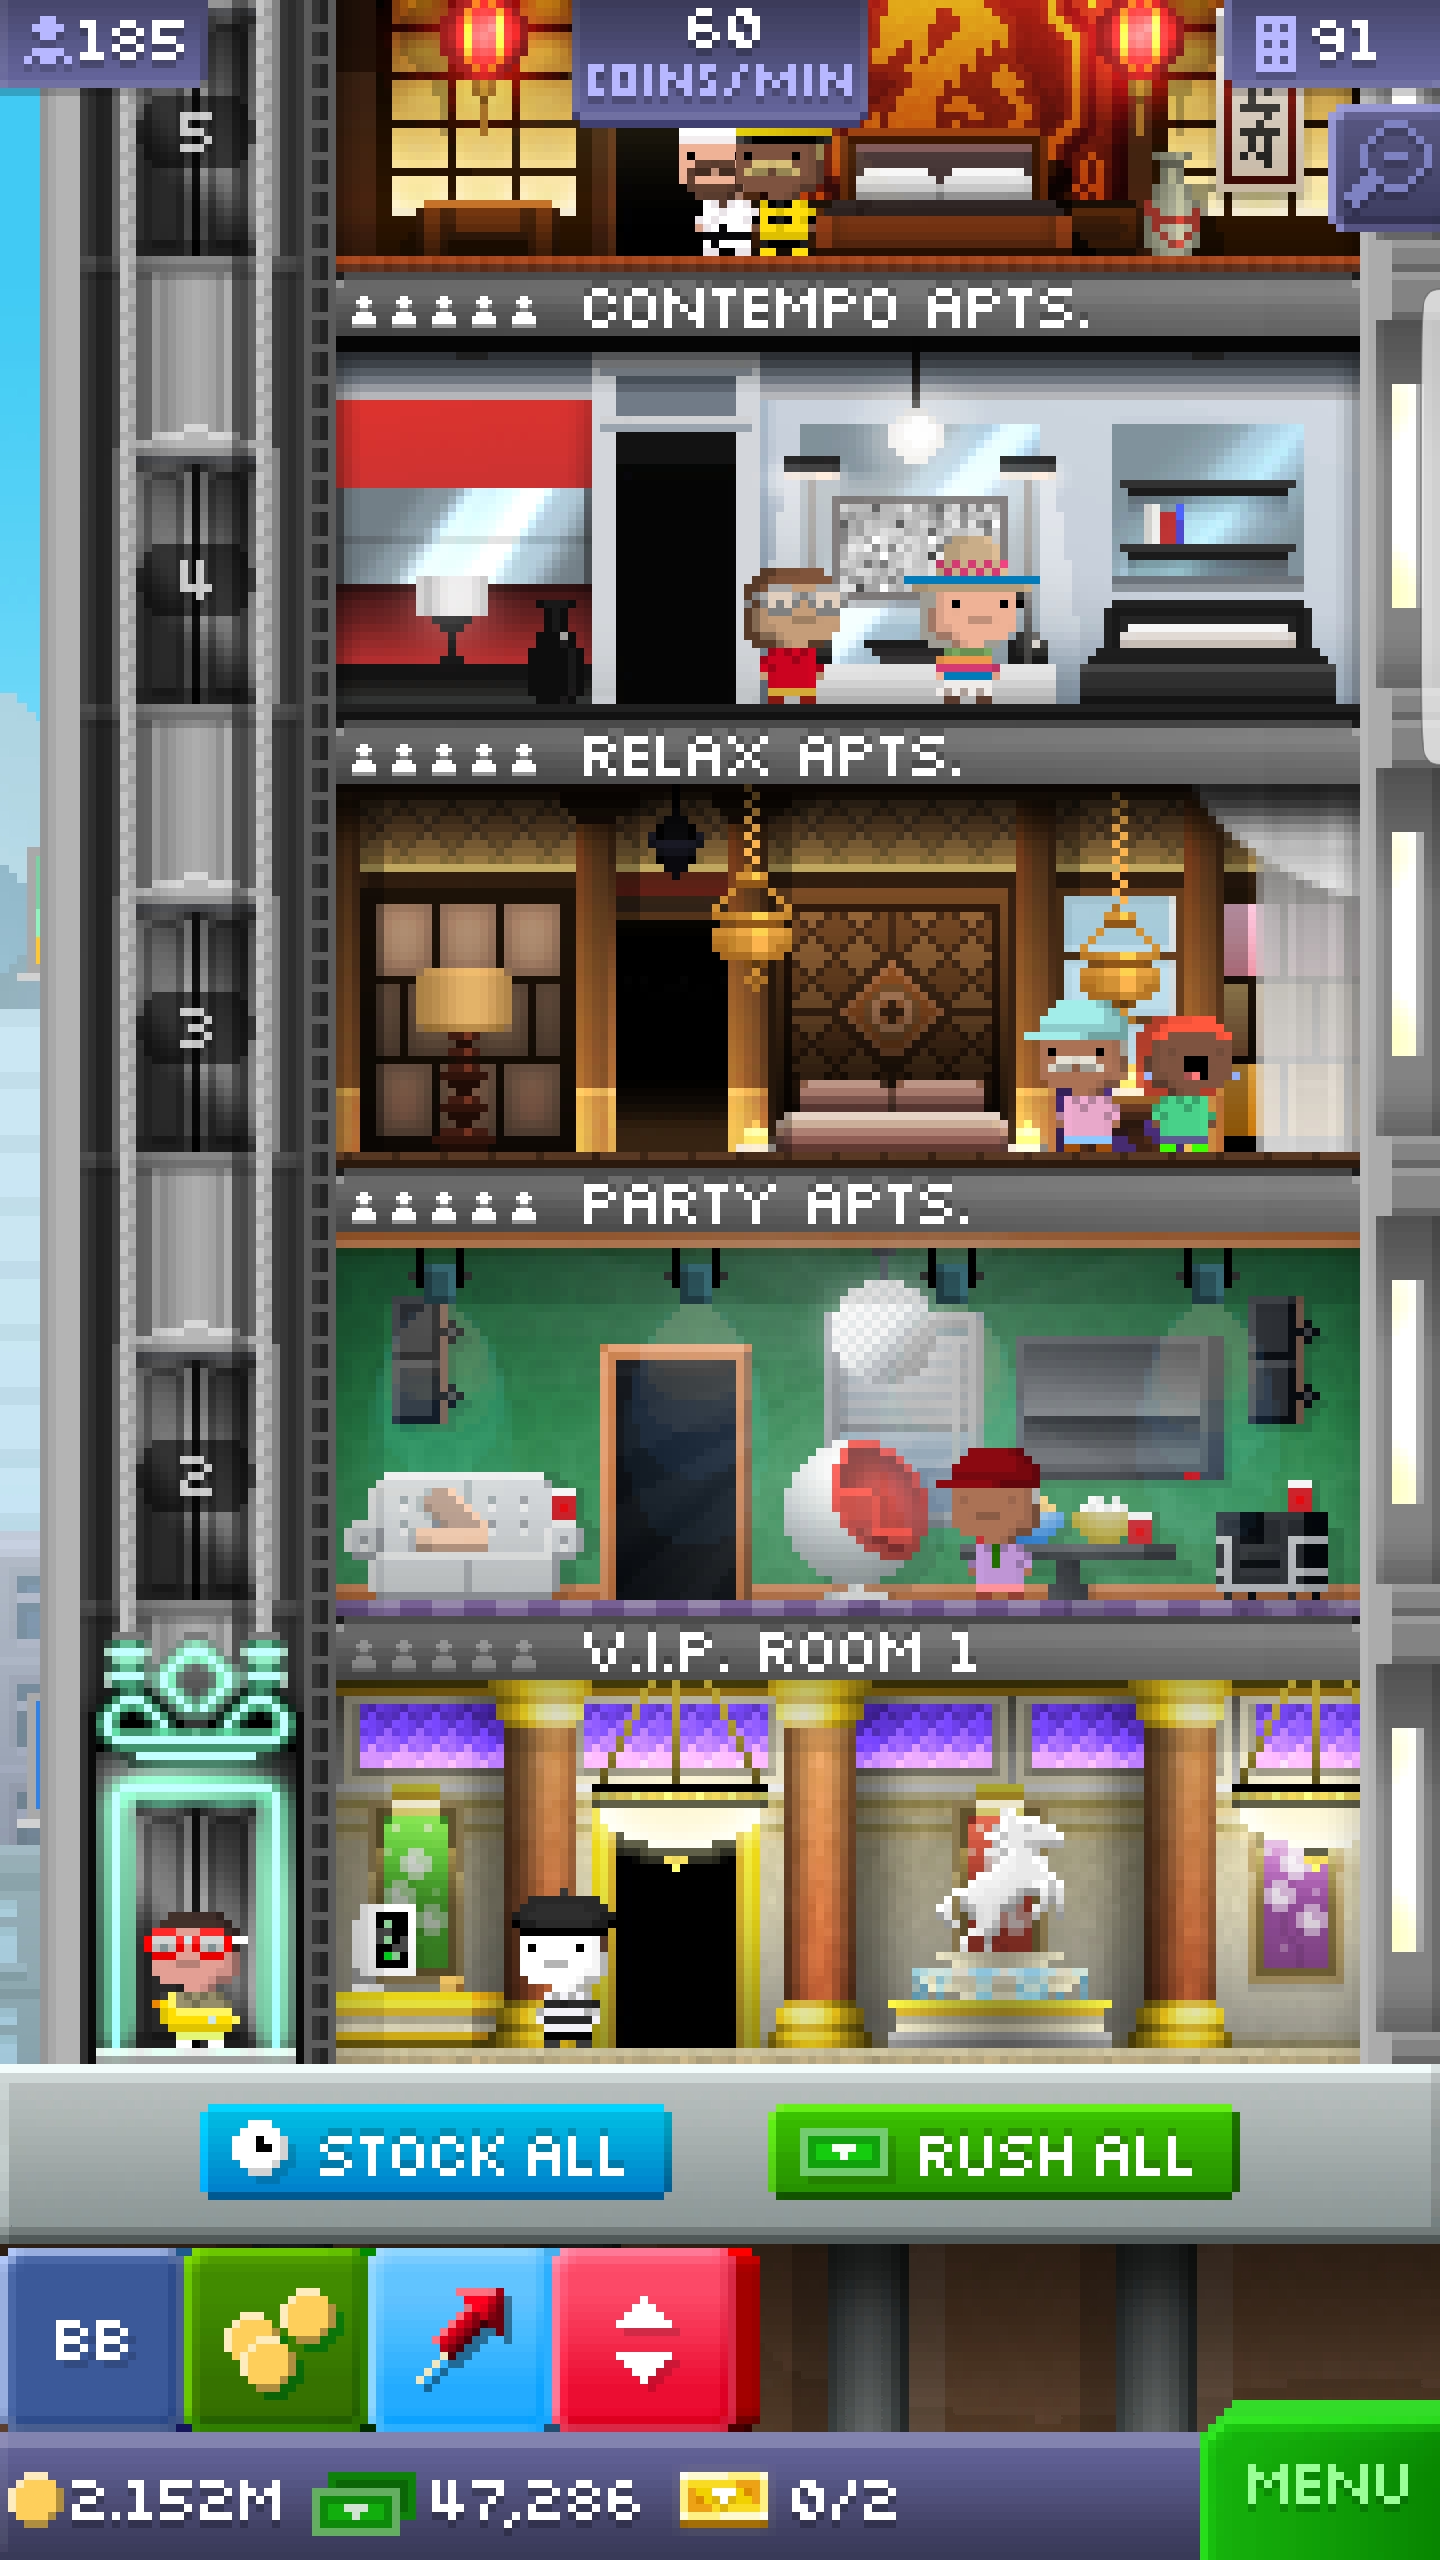 185
60
COINS/MIN
91
5
CONTEMPO APTS.
4
RELAX APTS.
3
PARTY APTS.
2
V.I.P. ROOM 1
STOCK ALL
RUSH ALL
BB
2.152M
47,286
0/2
MENU